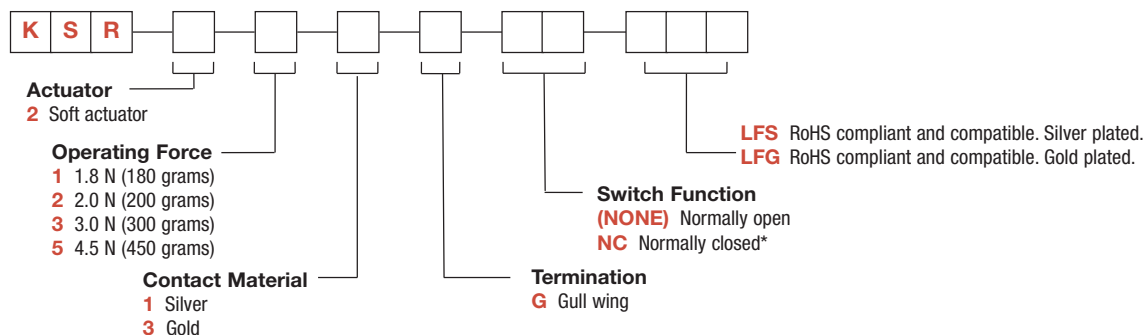 K S R
Actuator
2 Soft actuator
Operating Force
1 1.8 N (180 grams)
2 2.0 N (200 grams)
3 3.0 N (300 grams)
5 4.5 N (450 grams)
Contact Material
1 Silver
3 Gold
Termination
G Gull wing
Switch Function
(NONE) Normally open
NC Normally closed*
LFS RoHS compliant and compatible. Silver plated.
LFG RoHS compliant and compatible. Gold plated.